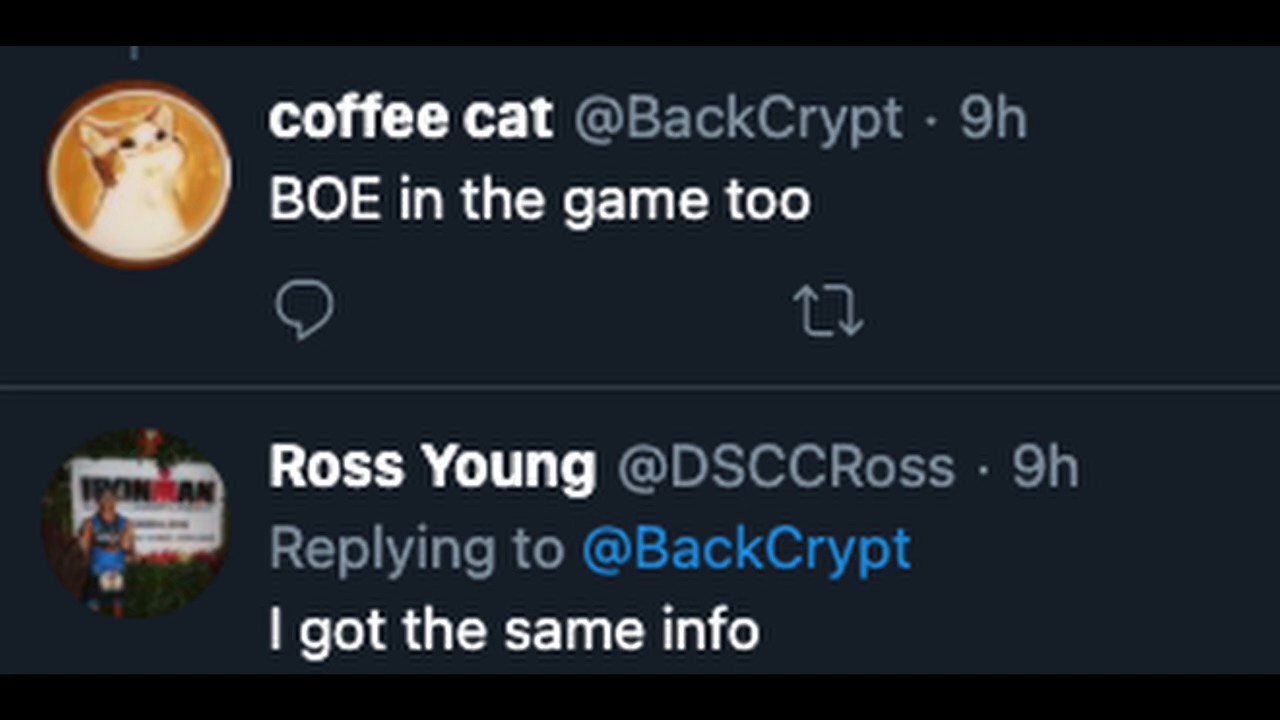 coffee cat @BackCrypt · 9h
BOE in the game too
IRONMAN
Ross Young @DSCCRoss · 9h
Replying to @BackCrypt
I got the same info